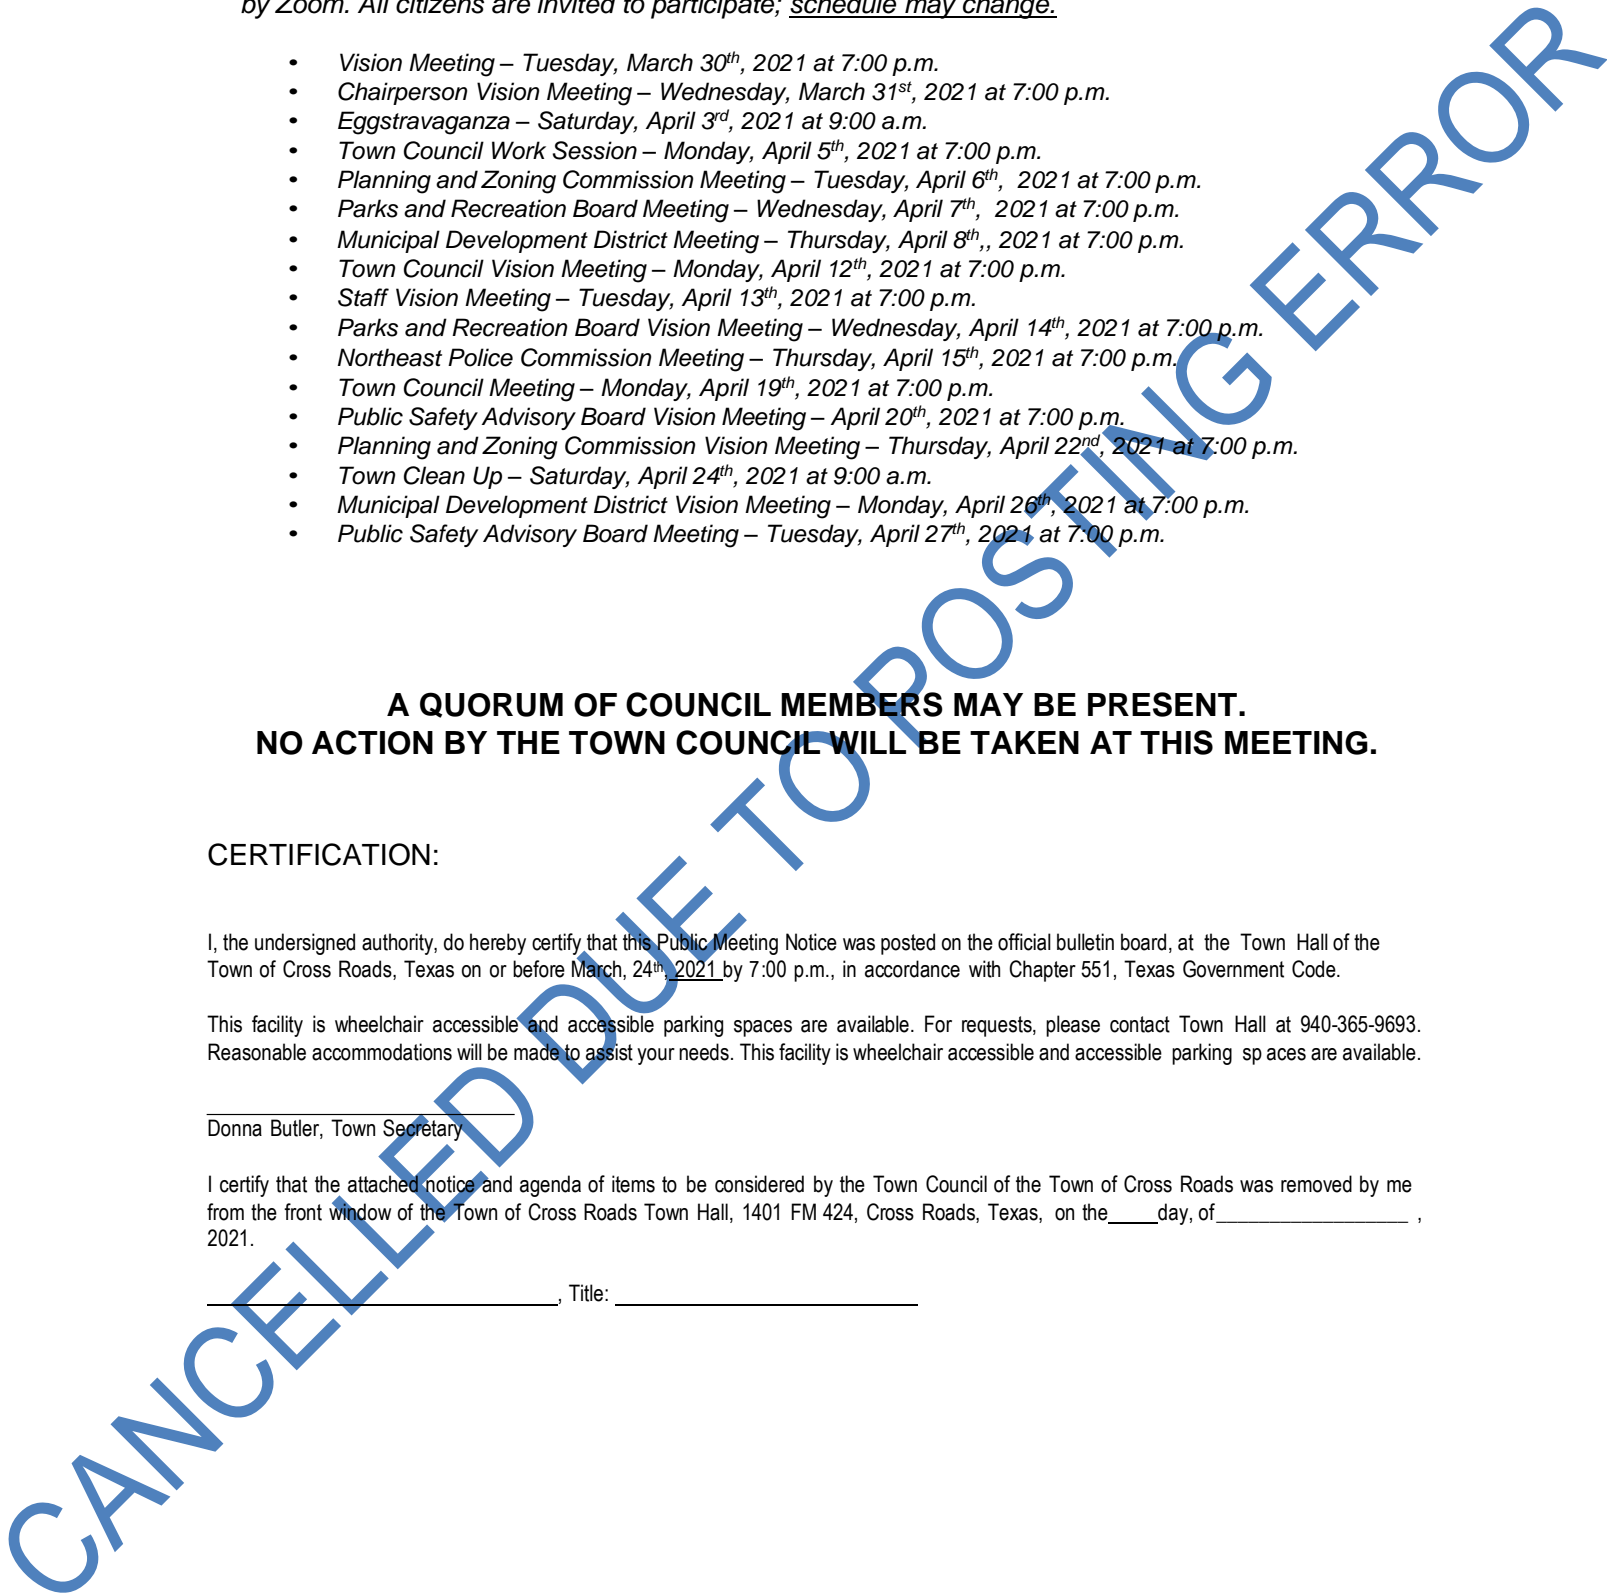 by Zoom. All citizens are invited to participate; schedule may change.
• Vision Meeting – Tuesday, March 30th, 2021 at 7:00 p.m.
• Chairperson Vision Meeting – Wednesday, March 31st, 2021 at 7:00 p.m.
• Eggstravaganza – Saturday, April 3rd, 2021 at 9:00 a.m.
• Town Council Work Session – Monday, April 5th, 2021 at 7:00 p.m.
• Planning and Zoning Commission Meeting – Tuesday, April 6th, 2021 at 7:00 p.m.
• Parks and Recreation Board Meeting – Wednesday, April 7th, 2021 at 7:00 p.m.
• Municipal Development District Meeting – Thursday, April 8th,, 2021 at 7:00 p.m.
• Town Council Vision Meeting – Monday, April 12th, 2021 at 7:00 p.m.
• Staff Vision Meeting – Tuesday, April 13th, 2021 at 7:00 p.m.
• Parks and Recreation Board Vision Meeting – Wednesday, April 14th, 2021 at 7:00 p.m.
• Northeast Police Commission Meeting – Thursday, April 15th, 2021 at 7:00 p.m.
• Town Council Meeting – Monday, April 19th, 2021 at 7:00 p.m.
• Public Safety Advisory Board Vision Meeting – April 20th, 2021 at 7:00 p.m.
• Planning and Zoning Commission Vision Meeting – Thursday, April 22nd, 2021 at 7:00 p.m.
• Town Clean Up – Saturday, April 24th, 2021 at 9:00 a.m.
• Municipal Development District Vision Meeting – Monday, April 26th, 2021 at 7:00 p.m.
• Public Safety Advisory Board Meeting – Tuesday, April 27th, 2021 at 7:00 p.m.
A QUORUM OF COUNCIL MEMBERS MAY BE PRESENT.
NO ACTION BY THE TOWN COUNCIL WILL BE TAKEN AT THIS MEETING.
CERTIFICATION:
I, the undersigned authority, do hereby certify that this Public Meeting Notice was posted on the official bulletin board, at the Town Hall of the
Town of Cross Roads, Texas on or before March, 24th, 2021 by 7:00 p.m., in accordance with Chapter 551, Texas Government Code.
This facility is wheelchair accessible and accessible parking spaces are available. For requests, please contact Town Hall at 940-365-9693.
Reasonable accommodations will be made to assist your needs. This facility is wheelchair accessible and accessible parking sp aces are available.
Donna Butler, Town Secretary
I certify that the attached notice and agenda of items to be considered by the Town Council of the Town of Cross Roads was removed by me
from the front window of the Town of Cross Roads Town Hall, 1401 FM 424, Cross Roads, Texas, on the____day, of__________________ ,
2021.
____________________, Title: ____________________
CANCELLED DUE TO POSTING ERROR